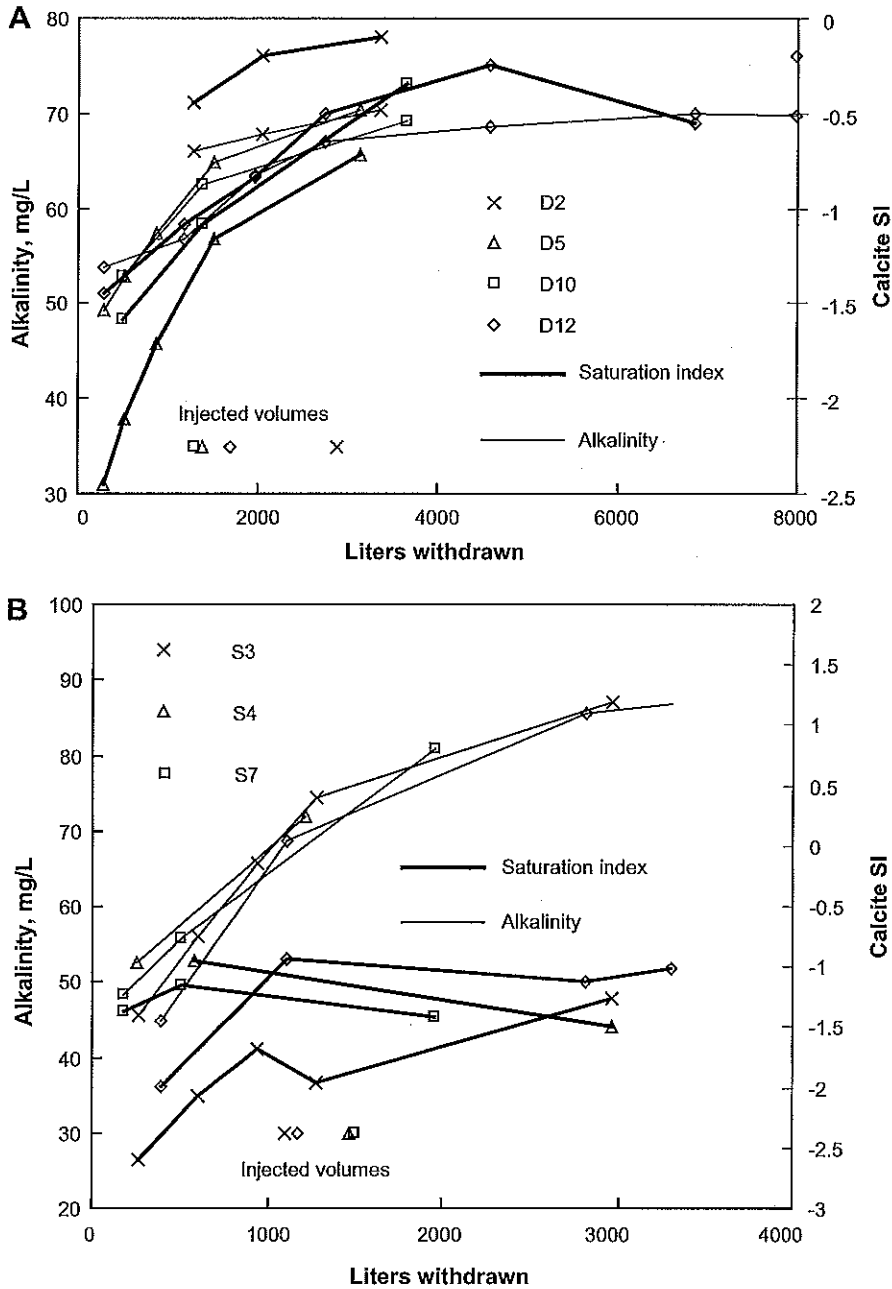 A
80
70
60
50
40
30
Alkalinity, mg/L
0
-0.5
-1
-1.5
-2
-2.5
Calcite SI
D2
D5
D10
D12
Saturation index
Alkalinity
Injected volumes
0 2000 4000 6000 8000
Liters withdrawn
B
100
90
80
70
60
50
40
30
20
Alkalinity, mg/L
2
1.5
1
0.5
0
-0.5
-1
-1.5
-2
-2.5
-3
Calcite SI
S3
S4
S7
Saturation index
Alkalinity
Injected volumes
0 1000 2000 3000 4000
Liters withdrawn